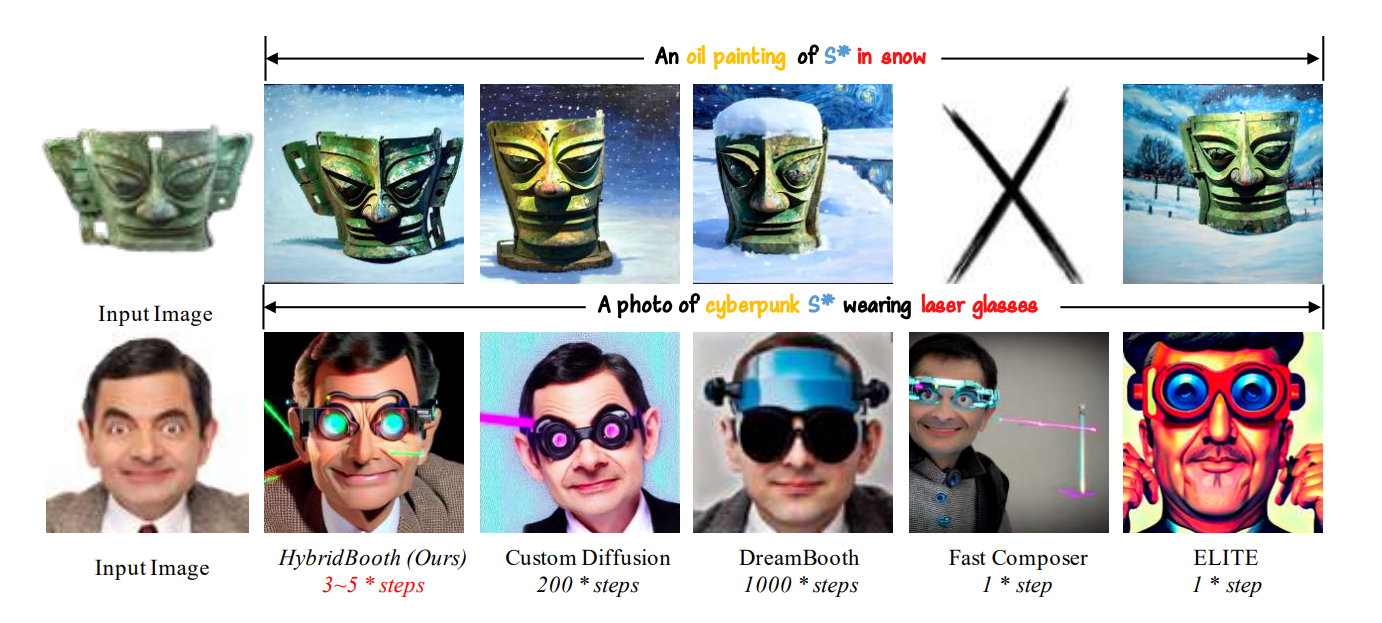 An oil painting of S* in snow
Input Image
A photo of cyberpunk S* wearing laser glasses
Input Image
HybridBooth (Ours)
3~5 * steps
Custom Diffusion
200 * steps
DreamBooth
1000 * steps
Fast Composer
1 * step
ELITE
1 * step